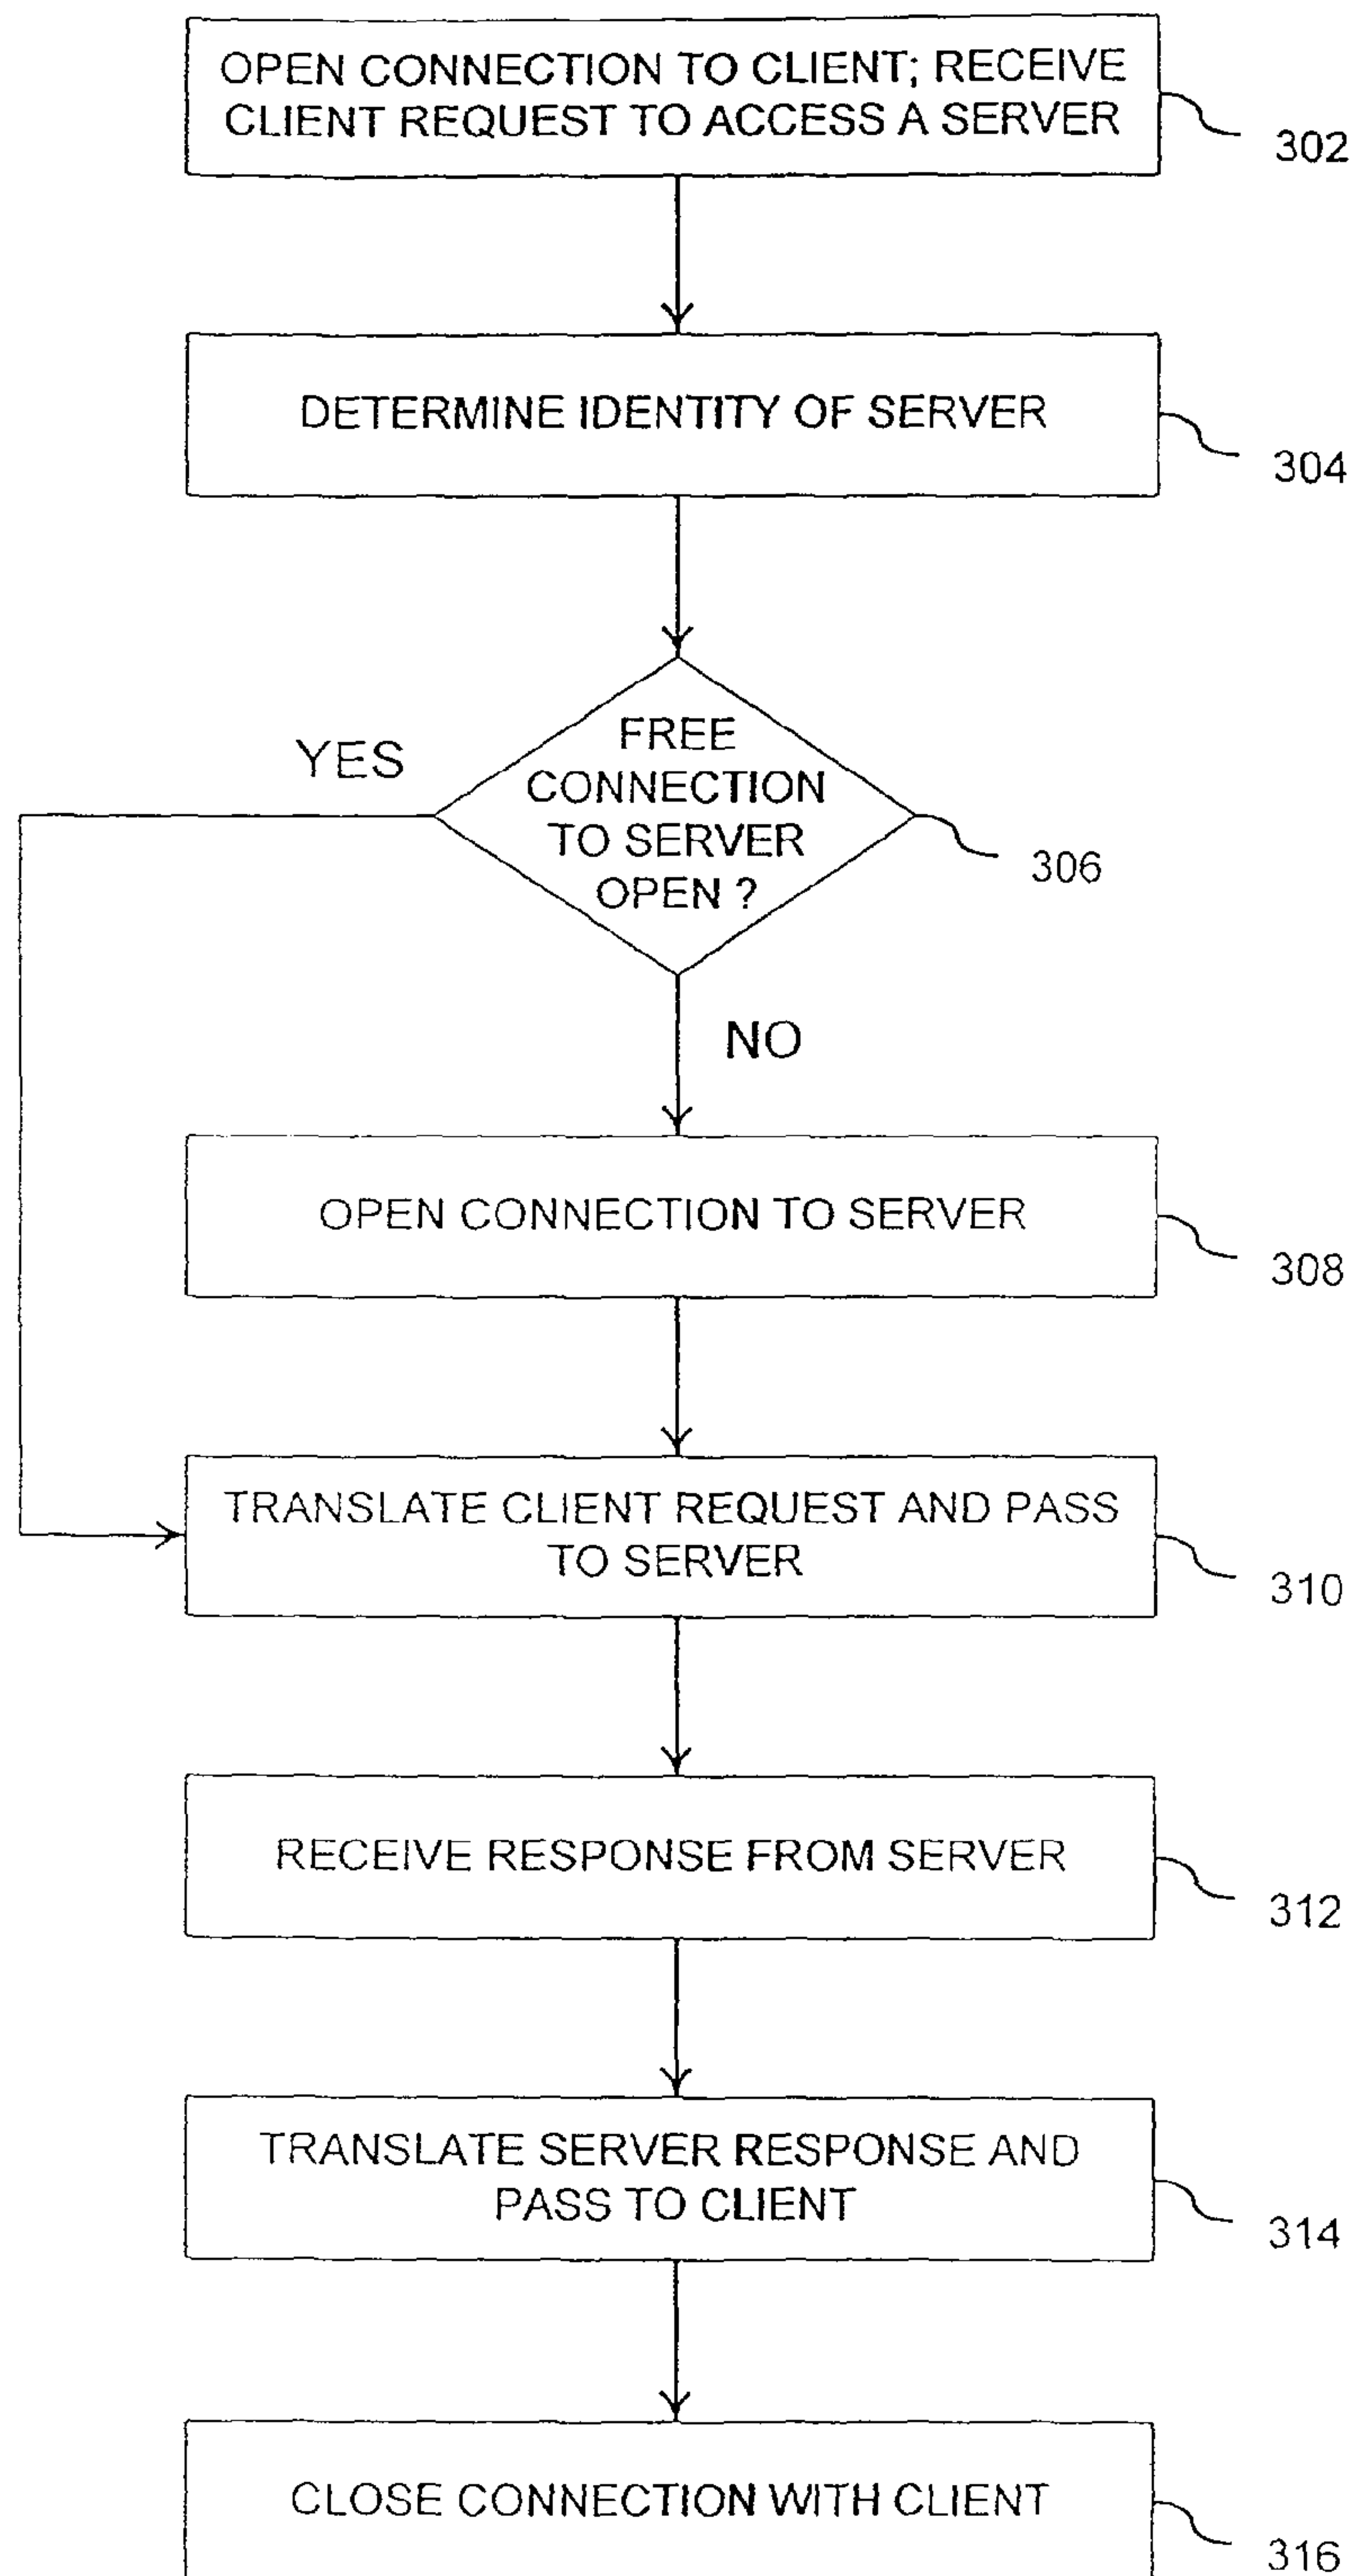 OPEN CONNECTION TO CLIENT; RECEIVE
CLIENT REQUEST TO ACCESS A SERVER
302
DETERMINE IDENTITY OF SERVER
304
YES
FREE
CONNECTION
TO SERVER
OPEN ?
306
NO
OPEN CONNECTION TO SERVER
308
TRANSLATE CLIENT REQUEST AND PASS
TO SERVER
310
RECEIVE RESPONSE FROM SERVER
312
TRANSLATE SERVER RESPONSE AND
PASS TO CLIENT
314
CLOSE CONNECTION WITH CLIENT
316